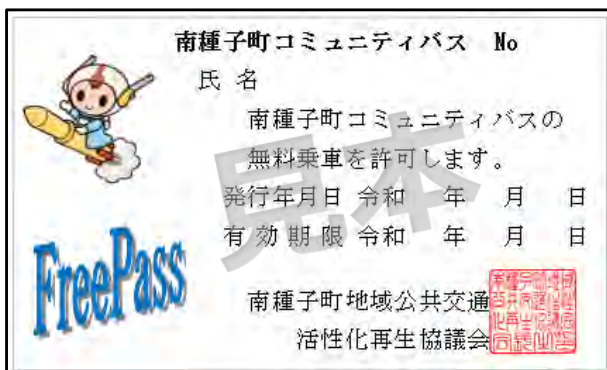 南種子町コミュニティバス No
氏名
南種子町コミュニティバスの
無料乗車を許可します。
発行年月日 令和 年 月 日
有効期限 令和 年 月 日
南種子町地域公共交通
活性化再生協議会
FreePass
見本